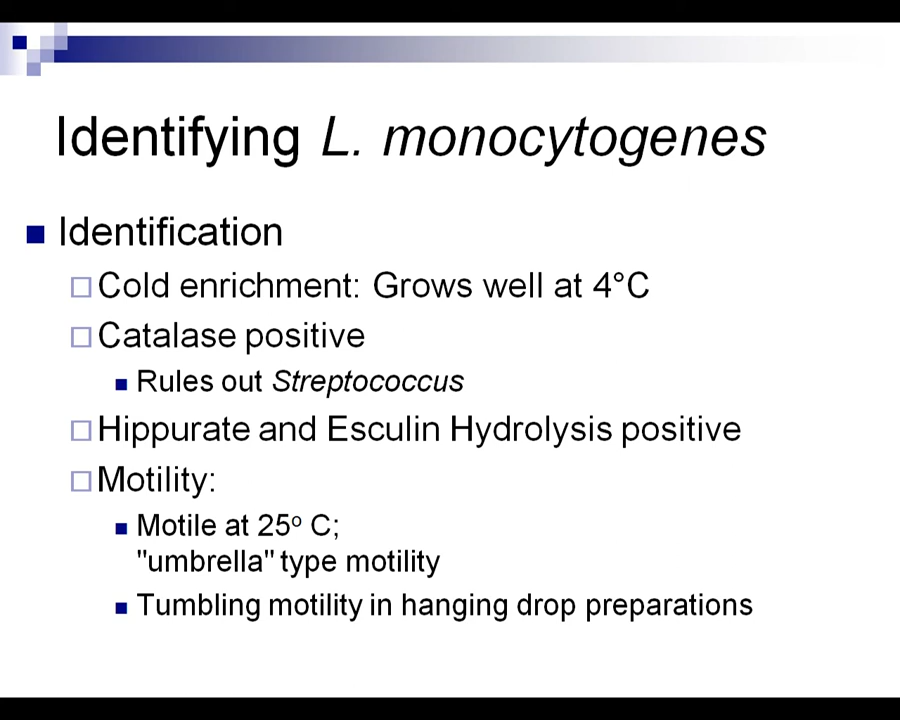 Identifying L. monocytogenes
Identification
Cold enrichment: Grows well at 4°C
Catalase positive
Rules out Streptococcus
Hippurate and Esculin Hydrolysis positive
Motility:
Motile at 25º C;
"umbrella" type motility
Tumbling motility in hanging drop preparations